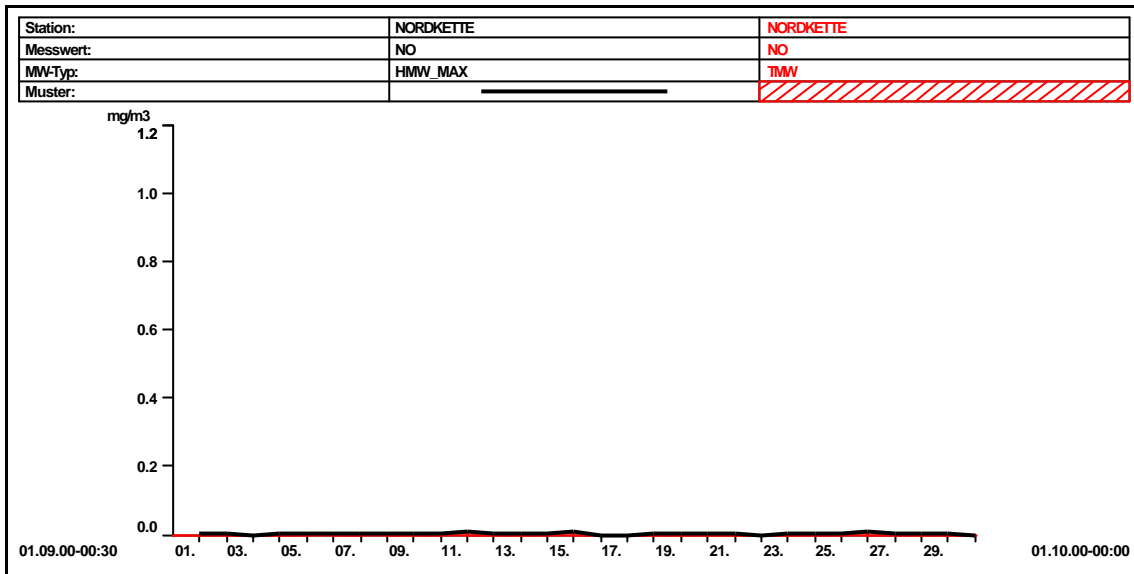 Station: NORDKETTE NORDKETTE
Messwert: NO NO
MW-Typ: HMW_MAX TMW
Muster:
mg/m3
1.2
1.0
0.8
0.6
0.4
0.2
0.0
01.09.00-00:30 01. 03. 05. 07. 09. 11. 13. 15. 17. 19. 21. 23. 25. 27. 29. 01.10.00-00:00